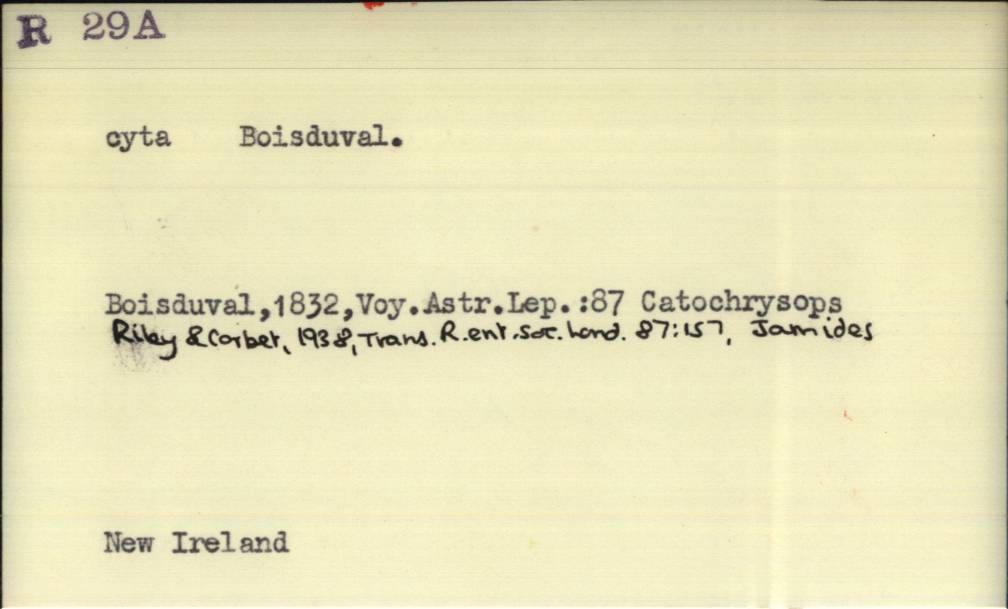 R 29A
cyta Boisduval.
Boisduval,1832,Voy.Astr.Lep.:87 Catochrysops
Riley & Corbet, 1938, Trans. R. ent. Soc. Lond. 87:157, Jamides
New Ireland